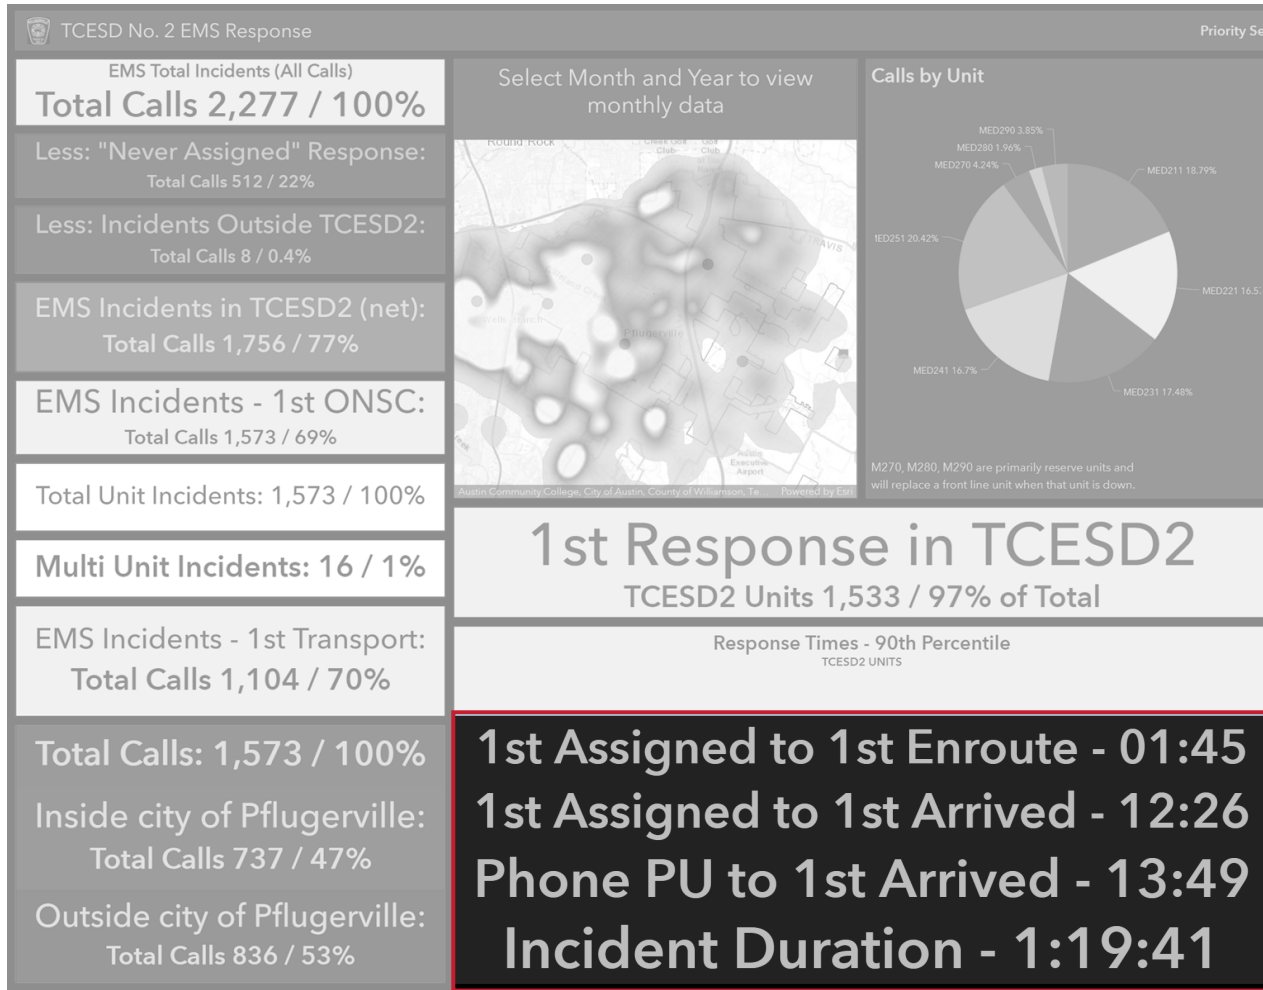 TCESD No. 2 EMS Response
Priority Se
EMS Total Incidents (All Calls)
Total Calls 2,277 / 100%
Less: "Never Assigned" Response:
Total Calls 512 / 22%
Less: Incidents Outside TCESD2:
Total Calls 8 / 0.4%
EMS Incidents in TCESD2 (net):
Total Calls 1,756 / 77%
EMS Incidents - 1st ONSC:
Total Calls 1,573 / 69%
Total Unit Incidents: 1,573 / 100%
Multi Unit Incidents: 16 / 1%
EMS Incidents - 1st Transport:
Total Calls 1,104 / 70%
Total Calls: 1,573 / 100%
Inside city of Pflugerville:
Total Calls 737 / 47%
Outside city of Pflugerville:
Total Calls 836 / 53%
Select Month and Year to view
monthly data
Round Rock
Club
Club
TRAVIS
Pflugerville
Austin
Executive
Airport
Austin Community College, City of Austin, County of Williamson, Te... Powered by Esri
Calls by Unit
MED290 3.85%
MED280 1.96%
MED270 4.24%
MED211 18.79%
1ED251 20.42%
MED221 16.5
MED241 16.7%
MED231 17.48%
M270, M280, M290 are primarily reserve units and
will replace a front line unit when that unit is down.
1st Response in TCESD2
TCESD2 Units 1,533 / 97% of Total
Response Times - 90th Percentile
TCESD2 UNITS
1st Assigned to 1st Enroute - 01:45
1st Assigned to 1st Arrived - 12:26
Phone PU to 1st Arrived - 13:49
Incident Duration - 1:19:41